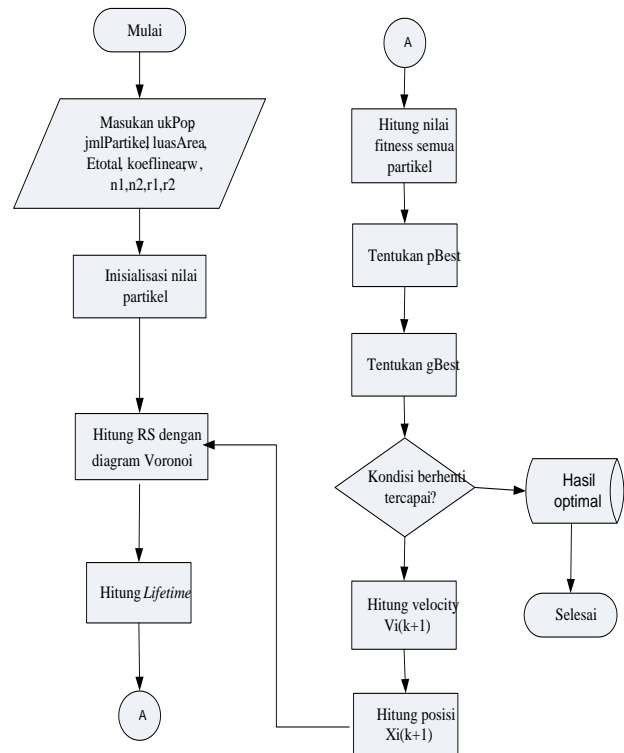 Mulai
Masukan ukPop,
jmlPartikel, luasArea,
Etotal, koeflinear,w,
n1,n2,r1,r2
Inisialisasi nilai
partikel
Hitung RS dengan
diagram Voronoi
Hitung Lifetime
A
A
Hitung nilai
fitness semua
partikel
Tentukan pBest
Tentukan gBest
Kondisi berhenti
tercapai?
Hasil
optimal
Selesai
Hitung velocity
Vi(k+1)
Hitung posisi
Xi(k+1)